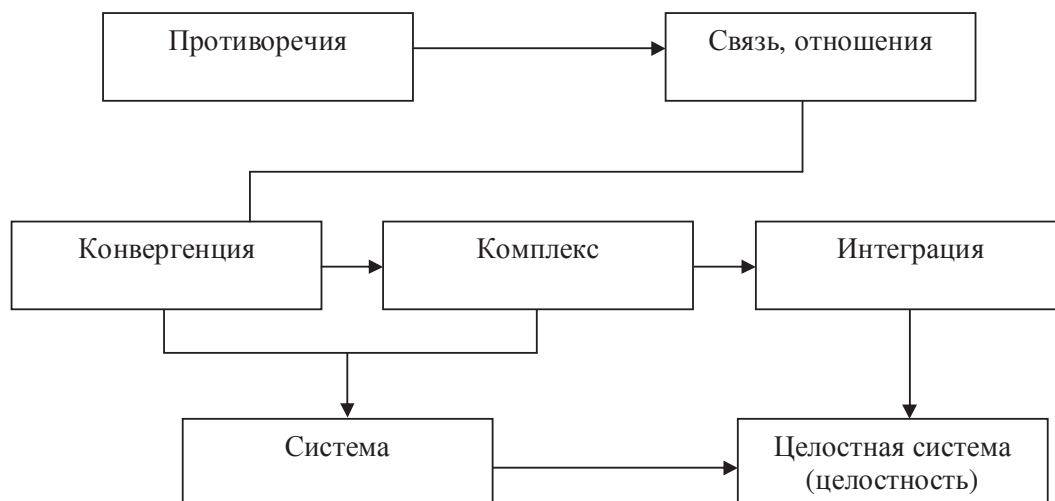 Противоречия
Связь, отношения
Конвергенция
Комплекс
Интеграция
Система
Целостная система
(целостность)